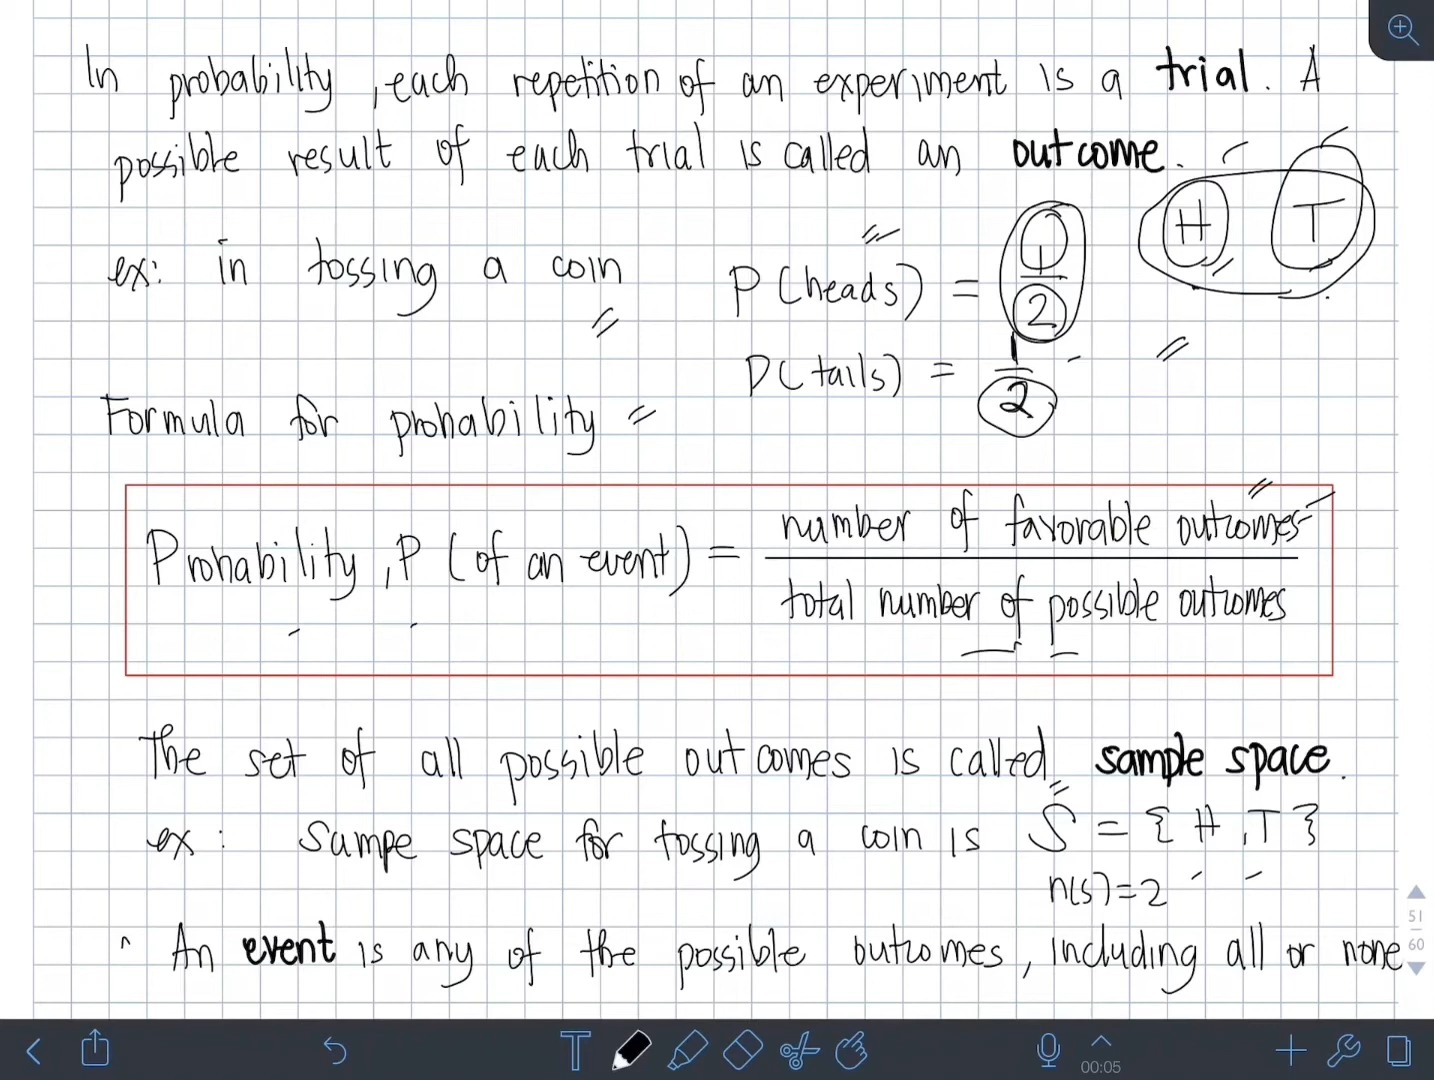 In probability, each repetition of an experiment is a trial. A
possible result of each trial is called an outcome.
H T
ex: in tossing a coin P(heads) = 1/2
P(tails) = 1/2
Formula for probability =
Probability, P (of an event) = number of favorable outcomes
total number of possible outcomes
The set of all possible outcomes is called sample space.
ex: Sampe space for tossing a coin is S = {H, T}
n(s) = 2
An event is any of the possible outcomes, including all or none
51
60
T
00:05